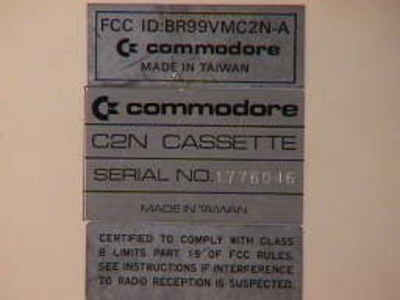 FCC ID:BR99VMC2N-A
commodore
MADE IN TAIWAN
commodore
C2N CASSETTE
SERIAL NO. 1776046
MADE IN TAIWAN
CERTIFIED TO COMPLY WITH CLASS
B LIMITS PART 15 OF FCC RULES.
SEE INSTRUCTIONS IF INTERFERENCE
TO RADIO RECEPTION IS SUSPECTED.